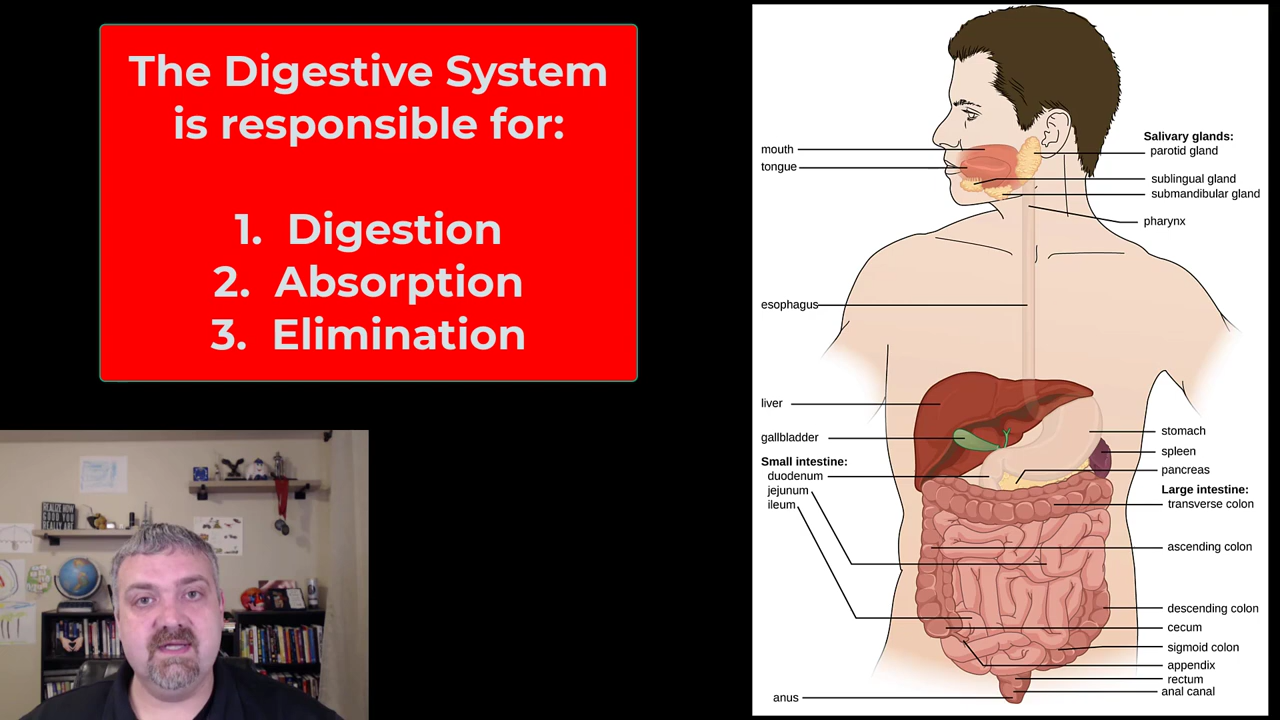 The Digestive System
is responsible for:
1. Digestion
2. Absorption
3. Elimination
mouth
tongue
esophagus
liver
gallbladder
Small intestine:
duodenum
jejunum
ileum
anus
Salivary glands:
parotid gland
sublingual gland
submandibular gland
pharynx
stomach
spleen
pancreas
Large intestine:
transverse colon
ascending colon
descending colon
cecum
sigmoid colon
appendix
rectum
anal canal